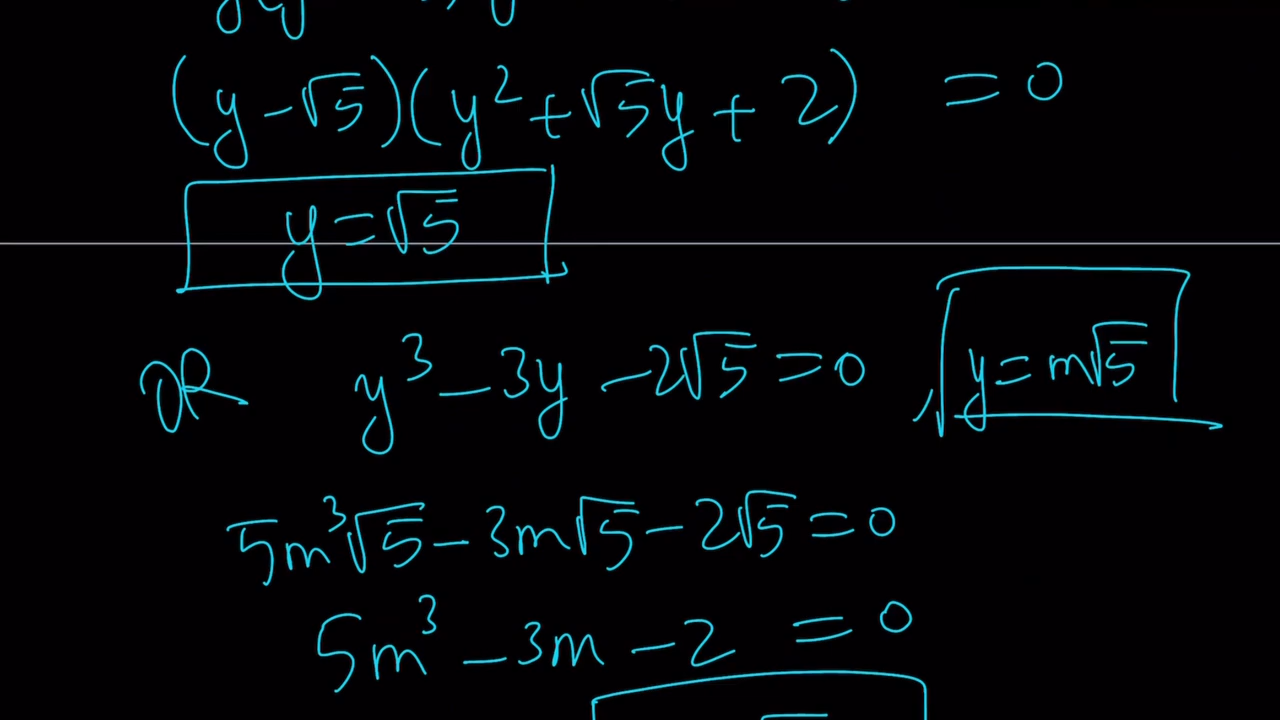 (y-√5)(y²+√5y+2) =0
y=√5
OR y³-3y-2√5=0 y=m√5
5m³√5-3m√5-2√5=0
5m³-3m-2 =0